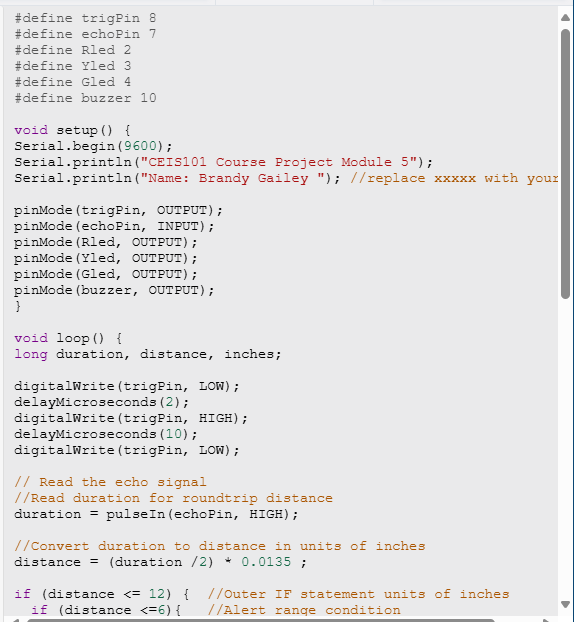 #define trigPin 8
#define echoPin 7
#define Rled 2
#define Yled 3
#define Gled 4
#define buzzer 10
void setup() {
Serial.begin(9600);
Serial.println("CEIS101 Course Project Module 5");
Serial.println("Name: Brandy Gailey "); //replace xxxxx with your
pinMode(trigPin, OUTPUT);
pinMode(echoPin, INPUT);
pinMode(Rled, OUTPUT);
pinMode(Yled, OUTPUT);
pinMode(Gled, OUTPUT);
pinMode(buzzer, OUTPUT);
}
void loop() {
long duration, distance, inches;
digitalWrite(trigPin, LOW);
delayMicroseconds(2);
digitalWrite(trigPin, HIGH);
delayMicroseconds(10);
digitalWrite(trigPin, LOW);
// Read the echo signal
//Read duration for roundtrip distance
duration = pulseIn(echoPin, HIGH);
//Convert duration to distance in units of inches
distance = (duration /2) * 0.0135 ;
if (distance <= 12) {  //Outer IF statement units of inches
  if (distance <=6){   //Alert range condition